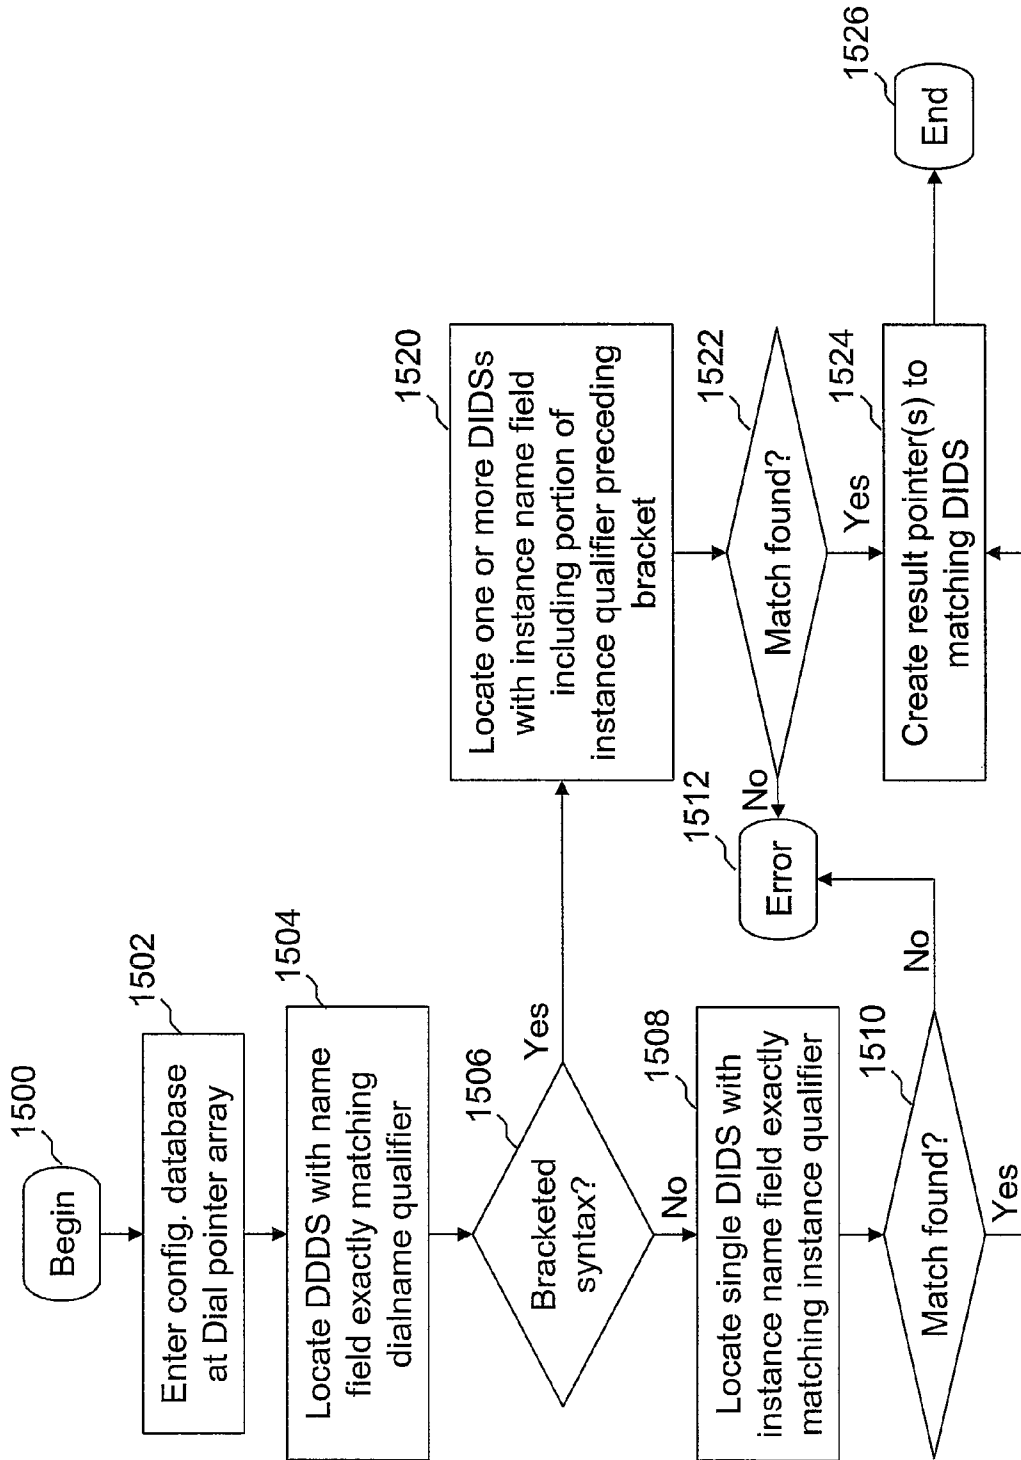 1500
Begin
1502
Enter config. database
at Dial pointer array
1504
Locate DDDS with name
field exactly matching
dialname qualifier
1506
Bracketed
syntax?
Yes
No
1508
Locate single DIDS with
instance name field exactly
matching instance qualifier
1510
Match found?
No
Yes
1512
Error
1520
Locate one or more DIDSs
with instance name field
including portion of
instance qualifier preceding
bracket
1522
Match found?
No
Yes
1524
Create result pointer(s) to
matching DIDS
1526
End